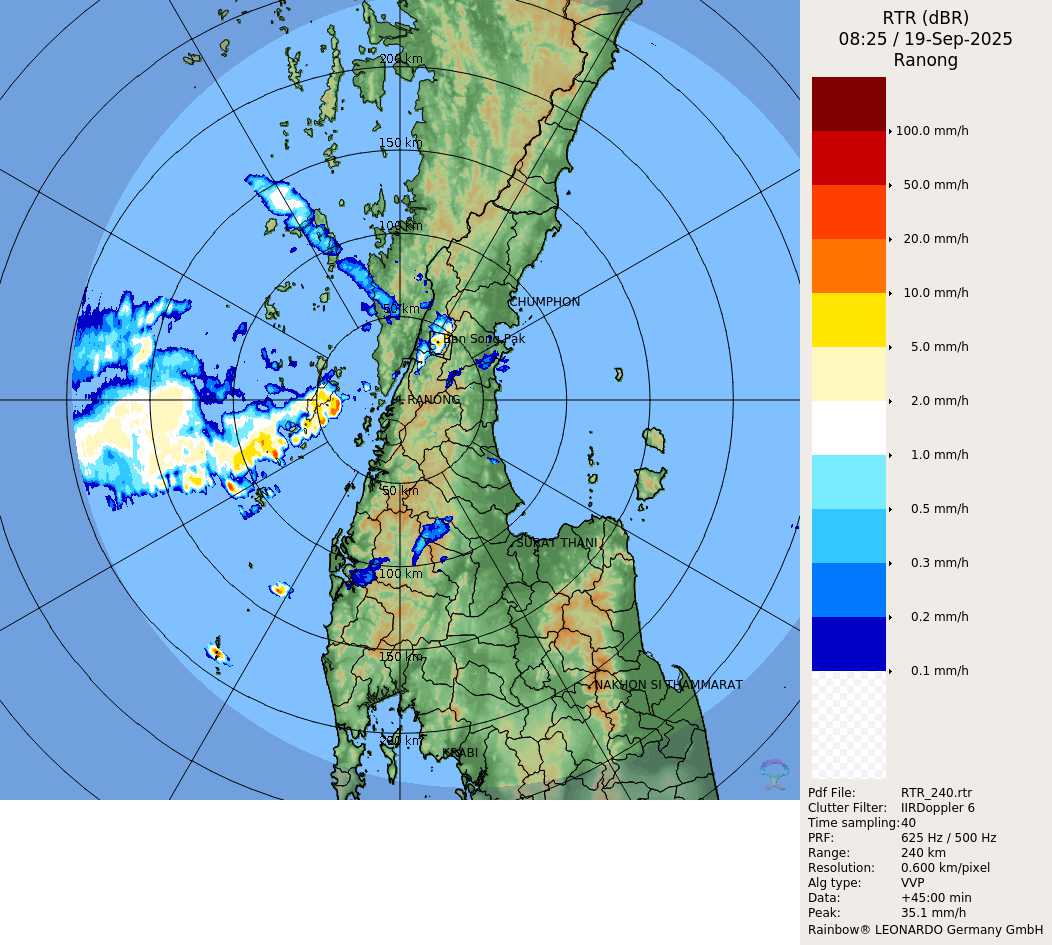 RTR (dBR)
08:25 / 19-Sep-2025
Ranong
200 km
150 km
100 km
50 km
CHUMPHON
Ban Song Pak
RANONG
50 km
SURAT THANI
100 km
150 km
NAKHON SI THAMMARAT
200 km
KRABI
100.0 mm/h
50.0 mm/h
20.0 mm/h
10.0 mm/h
5.0 mm/h
2.0 mm/h
1.0 mm/h
0.5 mm/h
0.3 mm/h
0.2 mm/h
0.1 mm/h
Pdf File: RTR_240.rtr
Clutter Filter: IIRDoppler 6
Time sampling:40
PRF: 625 Hz / 500 Hz
Range: 240 km
Resolution: 0.600 km/pixel
Alg type: VVP
Data: +45:00 min
Peak: 35.1 mm/h
Rainbow® LEONARDO Germany GmbH